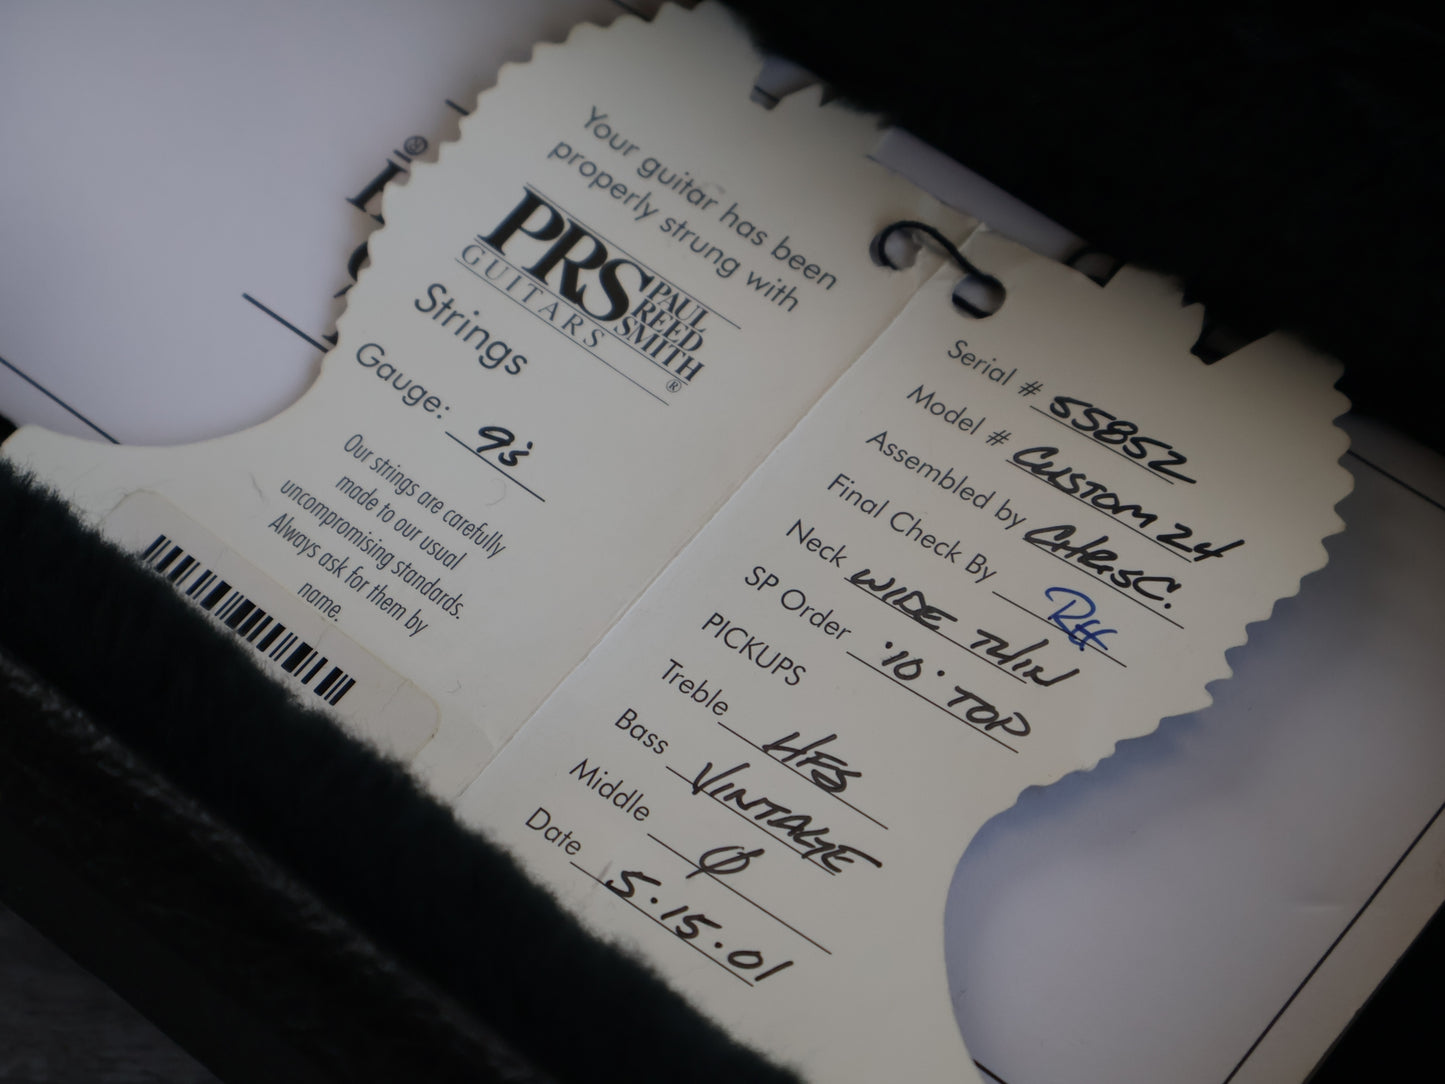 Your guitar has been
properly strung with
PRS PAUL REED SMITH
GUITARS ®
Strings
Gauge: 9's
Our strings are carefully
made to our usual
uncompromising standards.
Always ask for them by
name.
Serial # 55852
Model # CUSTOM 24
Assembled by CHRIS C.
Final Check By RH
Neck WIDE THIN
SP Order "10" TOP
PICKUPS
Treble HFS
Bass VINTAGE
Middle Ø
Date 5.15.01